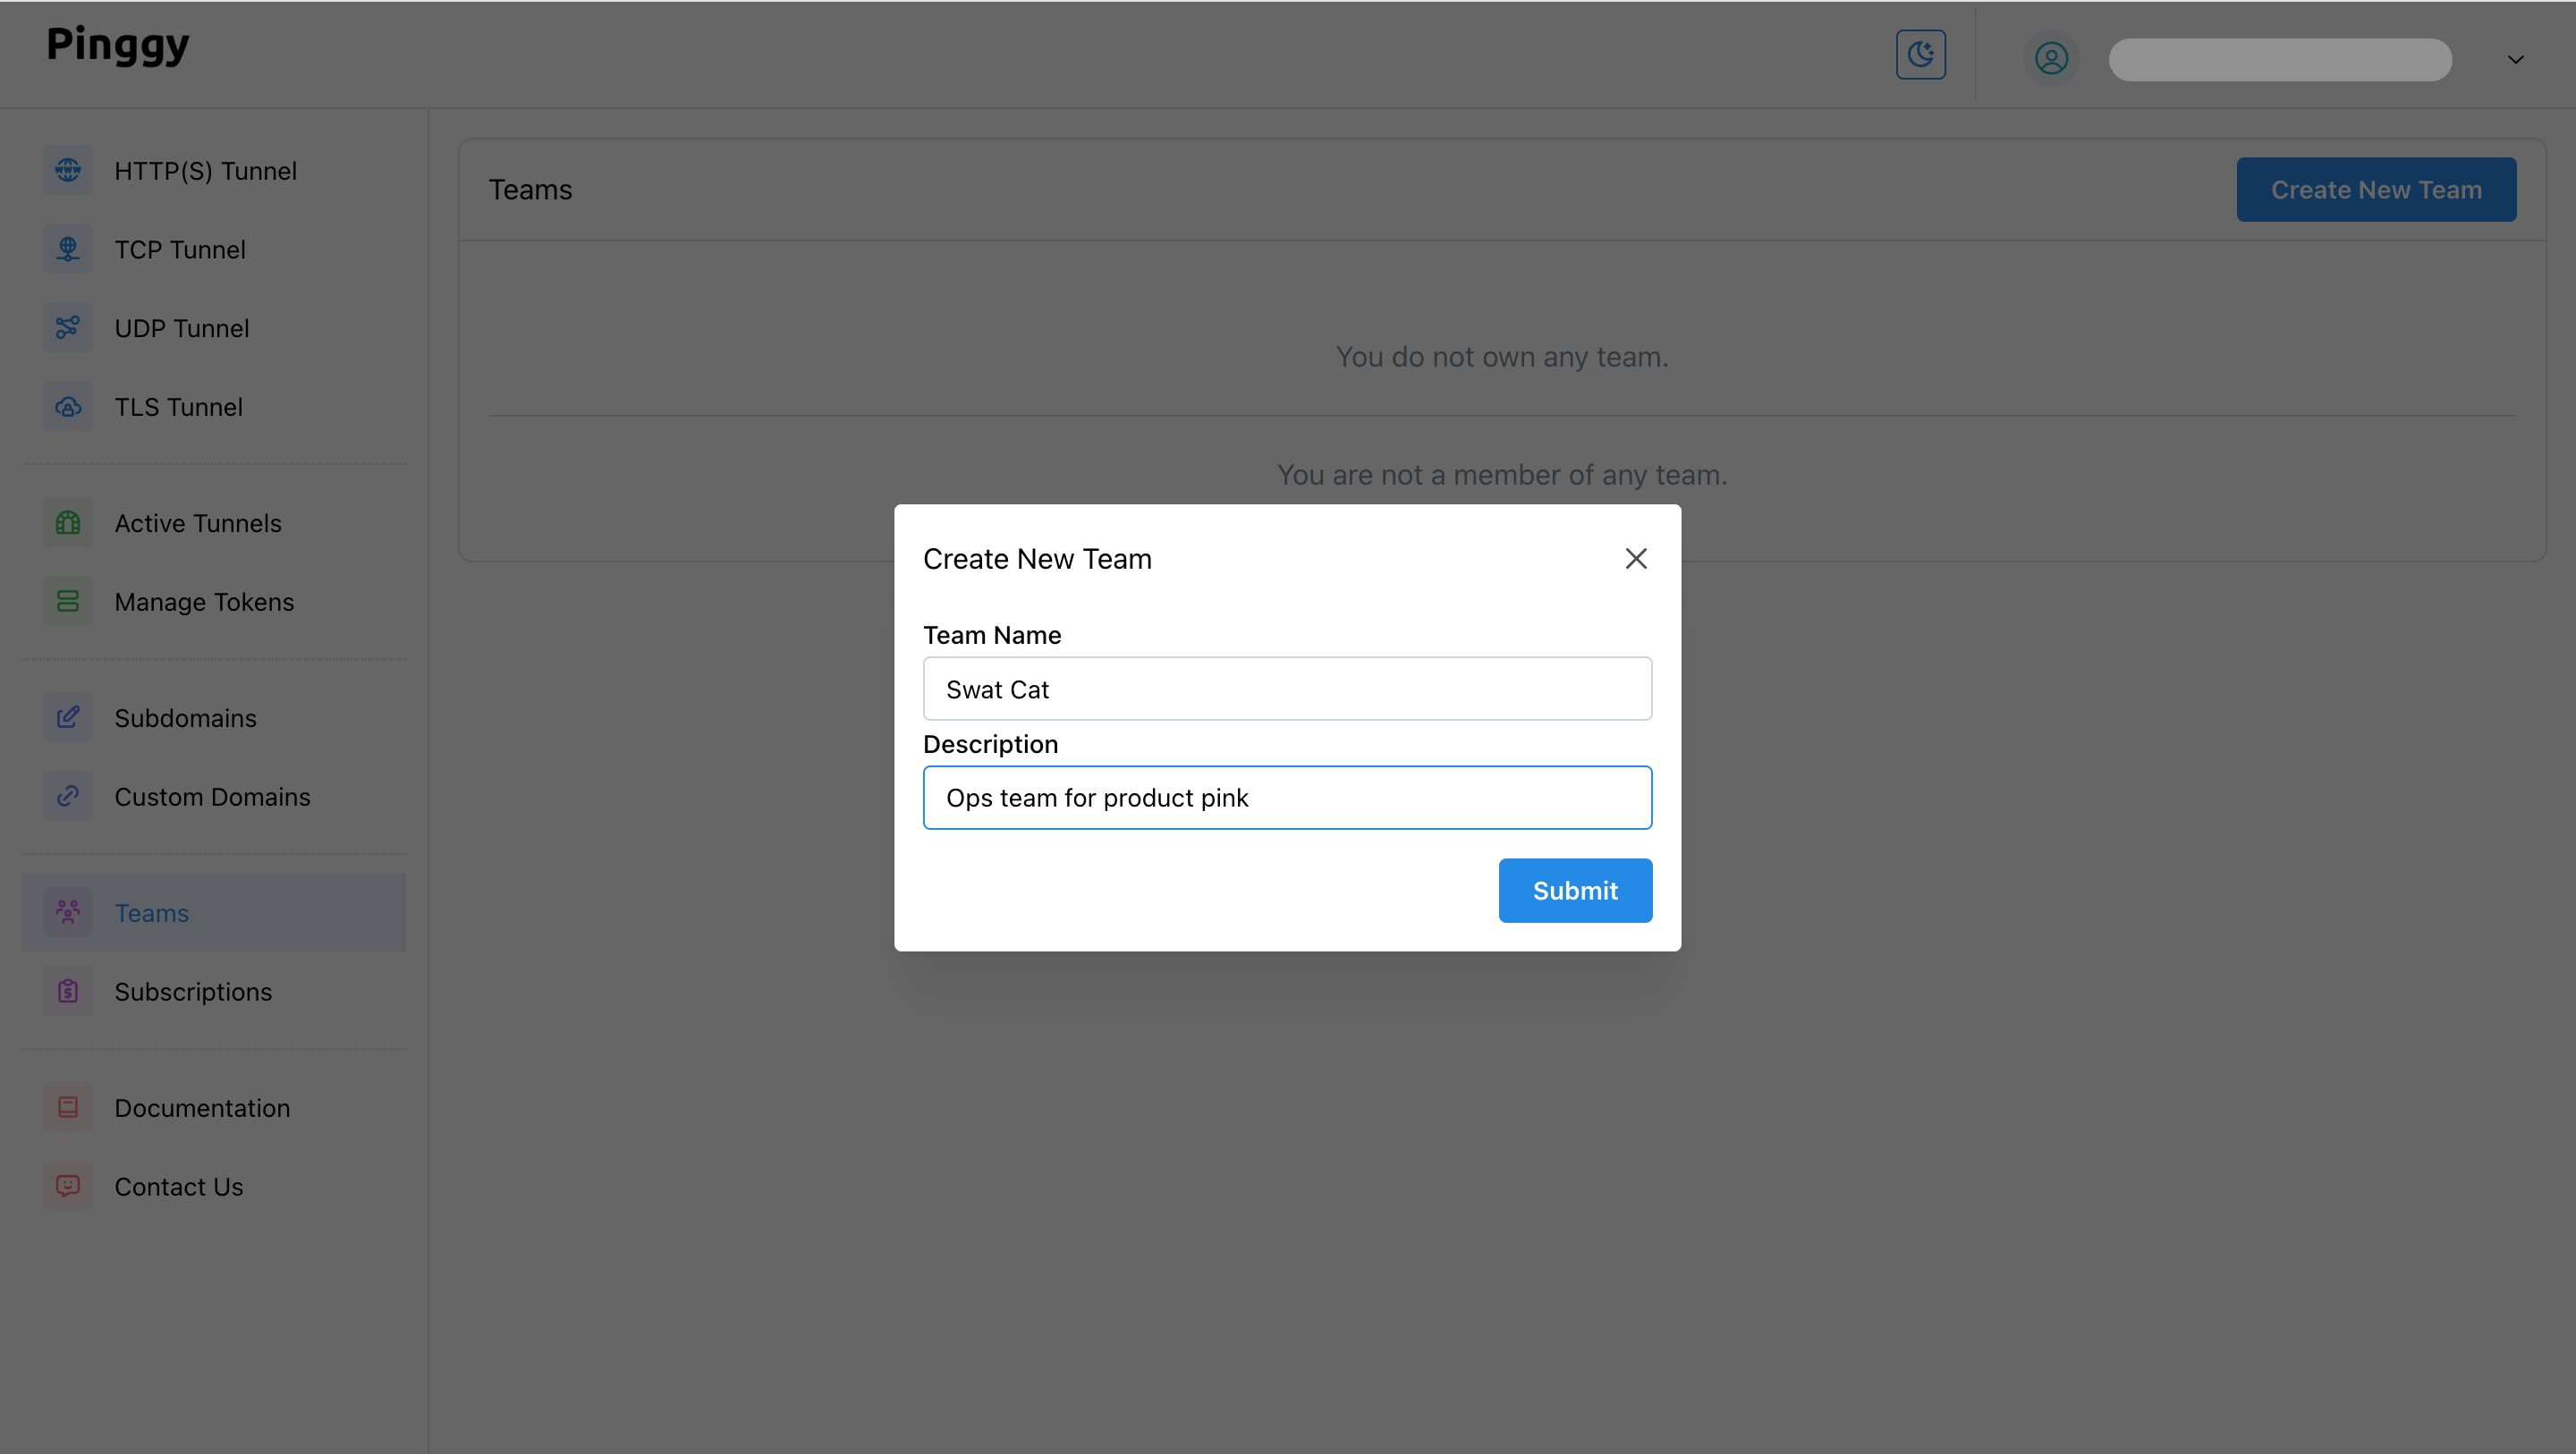 Pinggy
HTTP(S) Tunnel
TCP Tunnel
UDP Tunnel
TLS Tunnel
Active Tunnels
Manage Tokens
Subdomains
Custom Domains
Teams
Subscriptions
Documentation
Contact Us
Teams
Create New Team
You do not own any team.
You are not a member of any team.
Create New Team
Team Name
Swat Cat
Description
Ops team for product pink
Submit